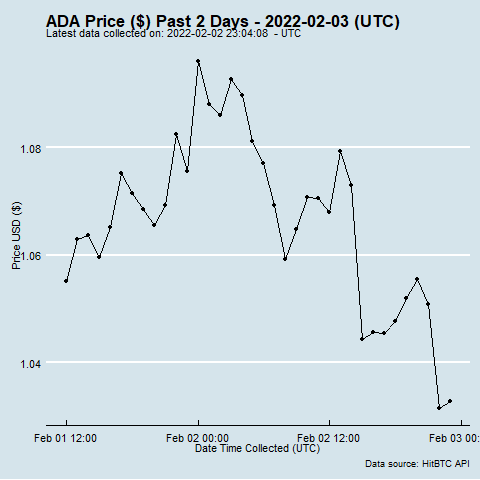 ADA Price ($) Past 2 Days - 2022-02-03 (UTC)
Latest data collected on: 2022-02-02 23:04:08  - UTC
1.08
1.06
1.04
Price USD ($)
Feb 01 12:00
Feb 02 00:00
Feb 02 12:00
Feb 03 00:
Date Time Collected (UTC)
Data source: HitBTC API